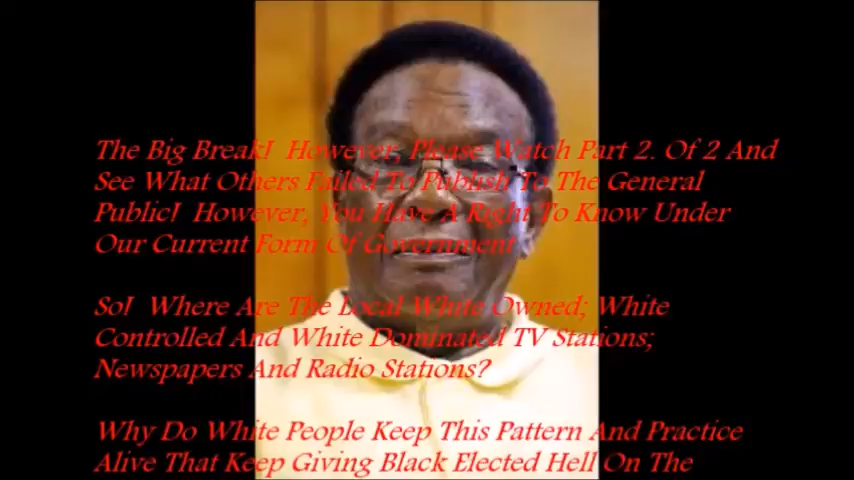 The Big Break!  However, Please Watch Part 2. Of 2 And
See What Others Failed To Publish To The General
Public!  However, You Have A Right To Know Under
Our Current Form Of Government
So!  Where Are The Local White Owned; White
Controlled And White Dominated TV Stations;
Newspapers And Radio Stations?
Why Do White People Keep This Pattern And Practice
Alive That Keep Giving Black Elected Hell On The